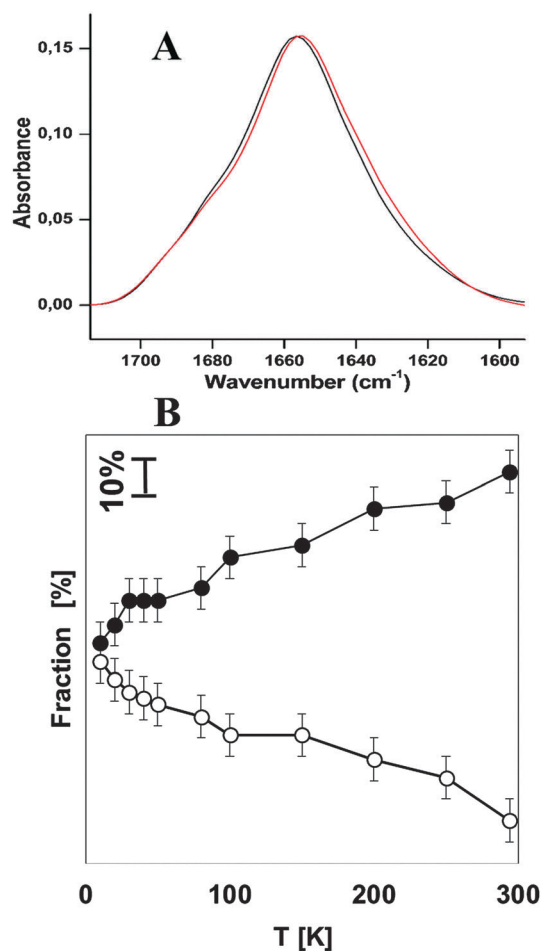 A
0,15
0,10
0,05
0,00
Absorbance
1700 1680 1660 1640 1620 1600
Wavenumber (cm⁻¹)
B
10%
Fraction [%]
0 100 200 300
T [K]